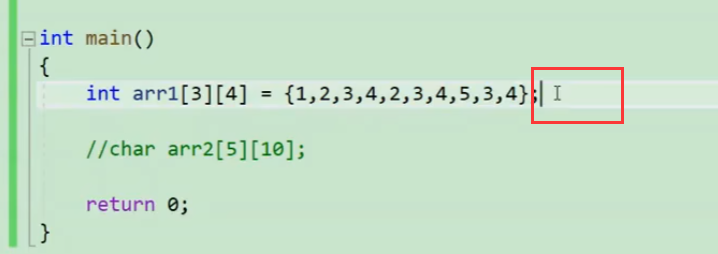 int main()
{
int arr1[3][4] = {1,2,3,4,2,3,4,5,3,4};
//char arr2[5][10];
return 0;
}